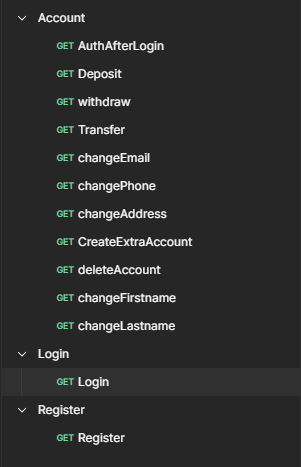 Account
GET AuthAfterLogin
GET Deposit
GET withdraw
GET Transfer
GET changeEmail
GET changePhone
GET changeAddress
GET CreateExtraAccount
GET deleteAccount
GET changeFirstname
GET changeLastname
Login
GET Login
Register
GET Register